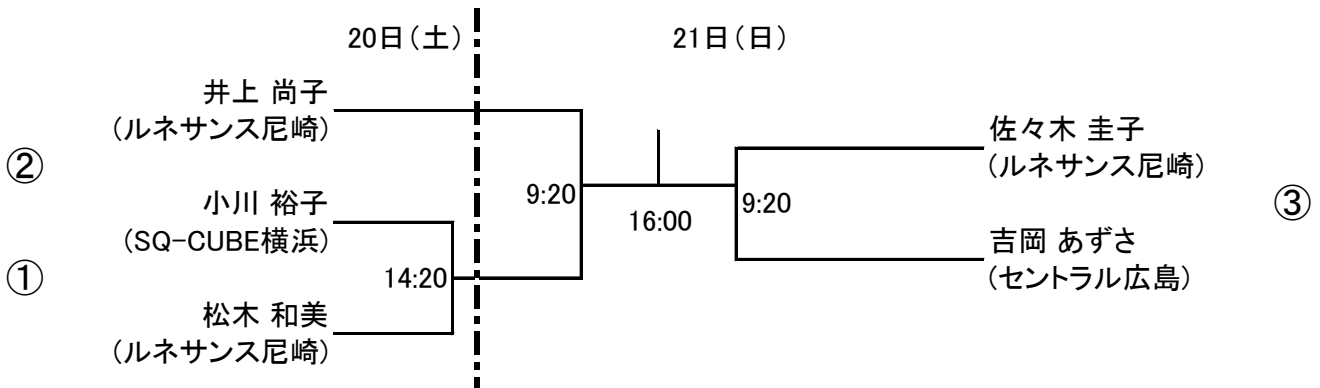 20日(土)
21日(日)
井上 尚子
(ルネサンス尼崎)
佐々木 圭子
(ルネサンス尼崎)
②
小川 裕子
(SQ-CUBE横浜)
9:20
16:00
9:20
③
吉岡 あずさ
(セントラル広島)
①
14:20
松木 和美
(ルネサンス尼崎)